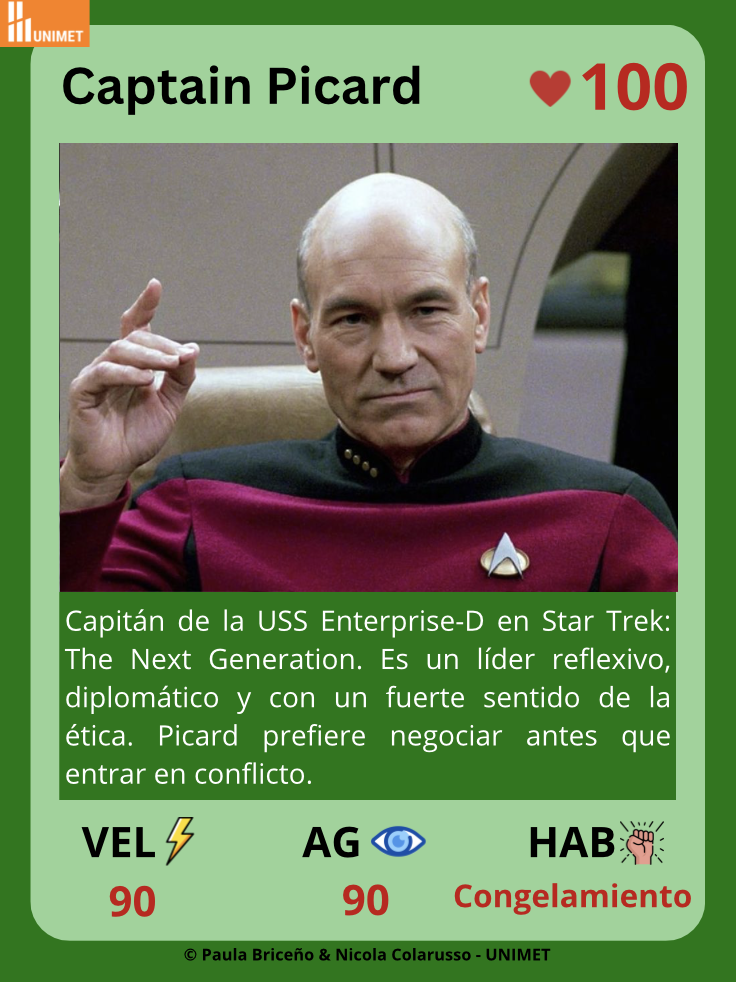 UNIMET
Captain Picard
100
Capitán de la USS Enterprise-D en Star Trek:
The Next Generation. Es un líder reflexivo,
diplomático y con un fuerte sentido de la
ética. Picard prefiere negociar antes que
entrar en conflicto.
VEL AG HAB
90 90 Congelamiento
© Paula Briceño & Nicola Colarusso - UNIMET